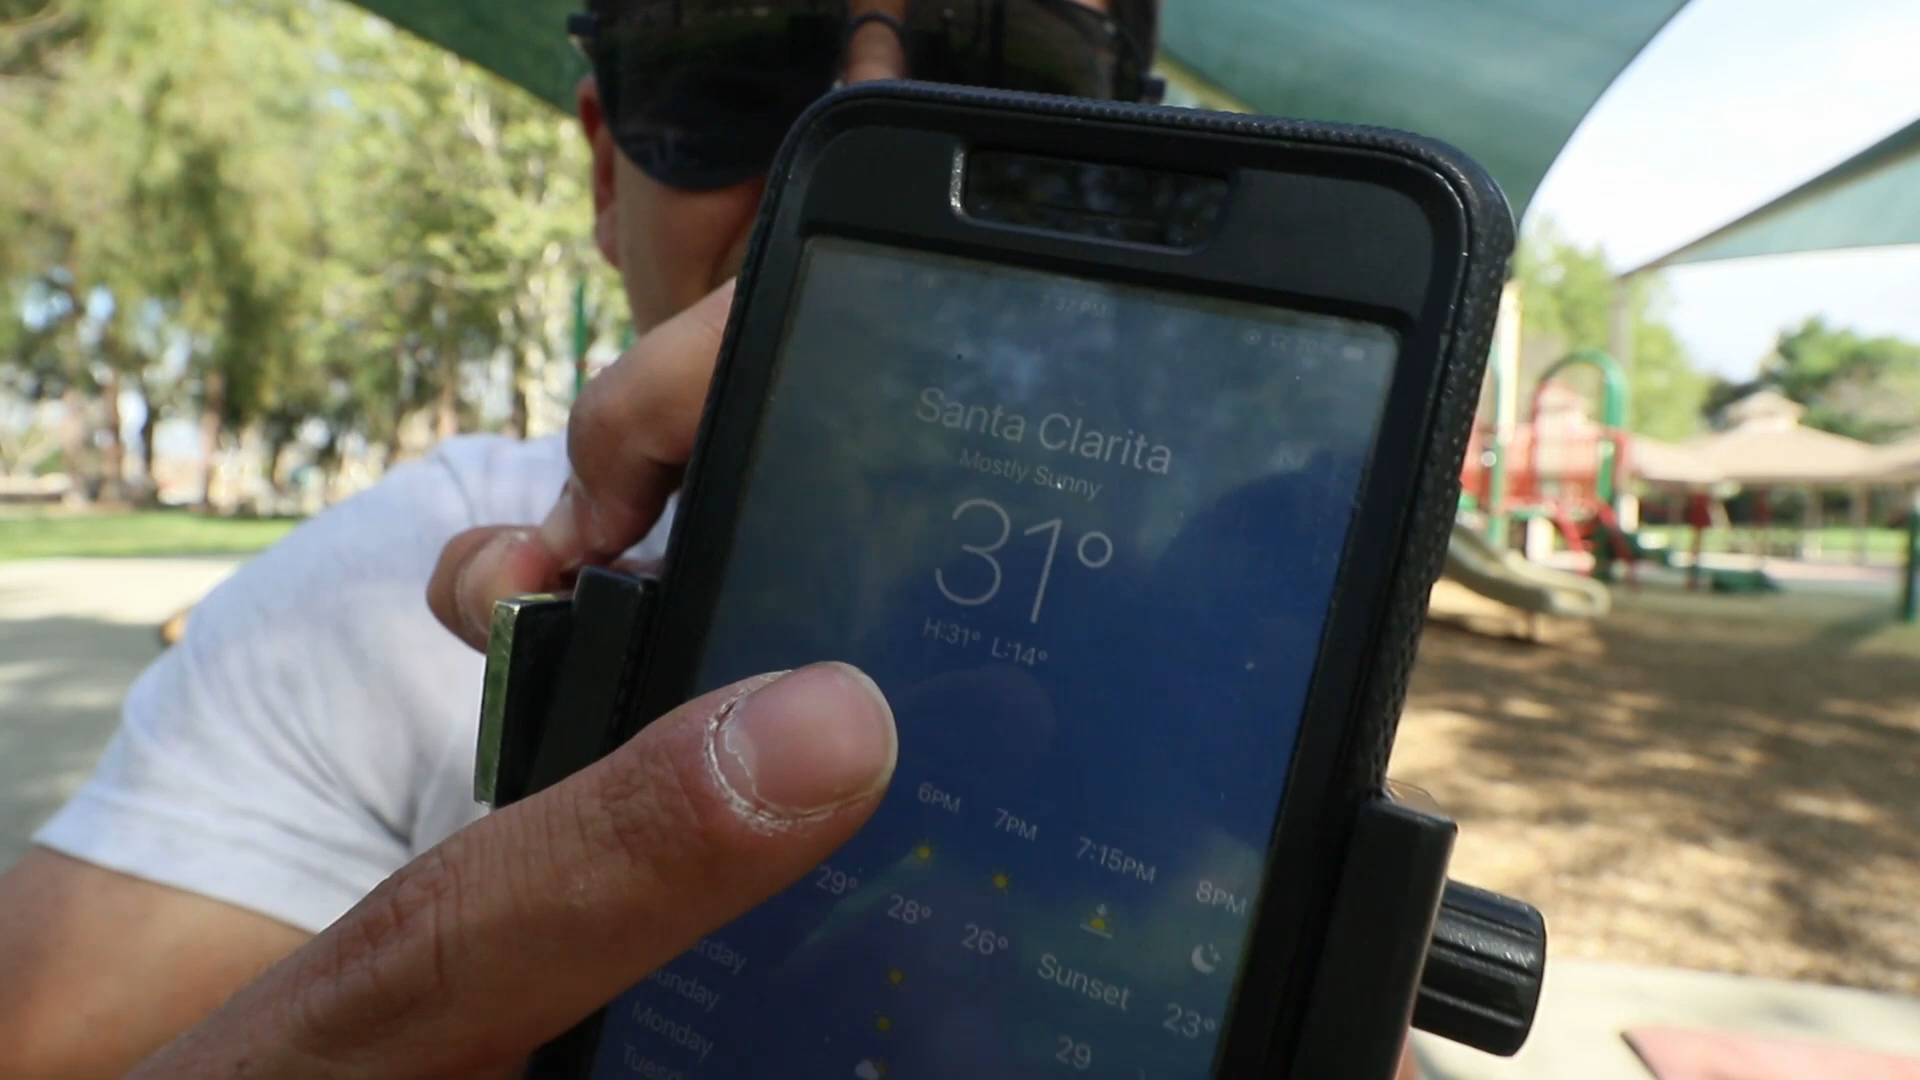 Santa Clarita
Mostly Sunny
31°
H:31° L:14°
6PM 7PM 7:15PM 8PM
29° 28° 26° Sunset 23°
Monday 29